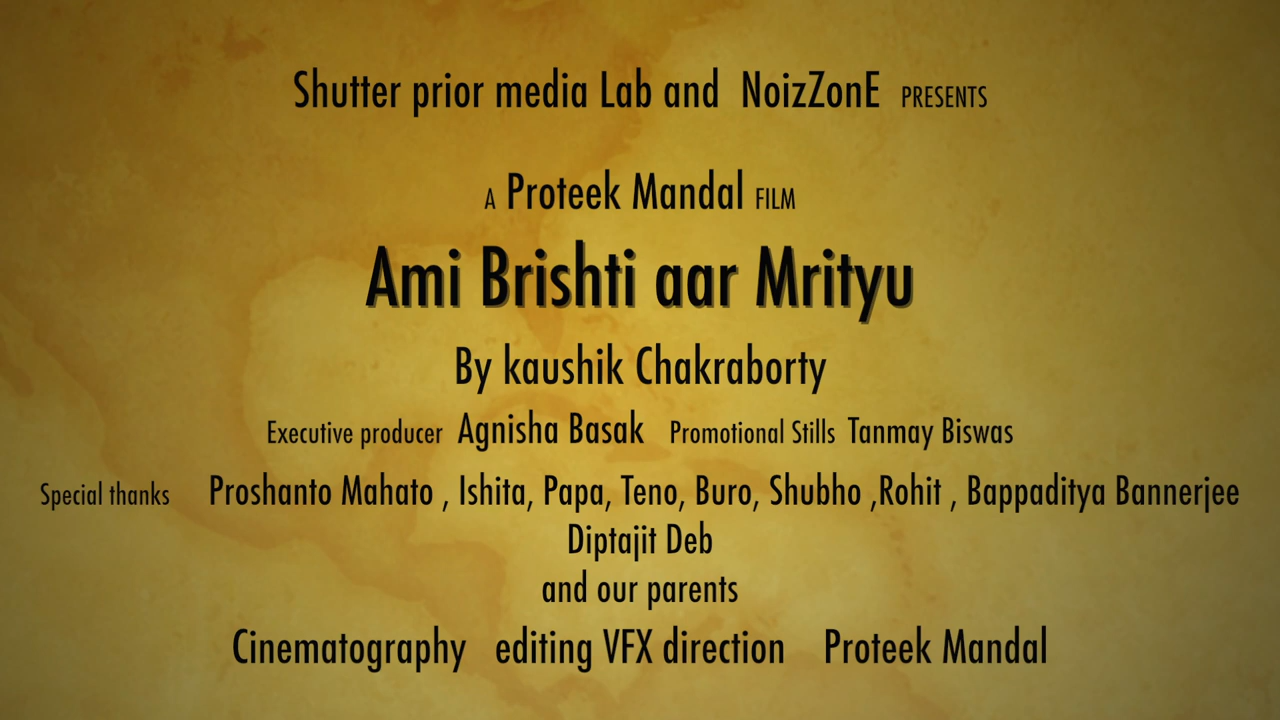 Shutter prior media Lab and NoizZonE PRESENTS
A Proteek Mandal FILM
Ami Brishti aar Mrityu
By kaushik Chakraborty
Executive producer Agnisha Basak Promotional Stills Tanmay Biswas
Special thanks Proshanto Mahato , Ishita, Papa, Teno, Buro, Shubho ,Rohit , Bappaditya Bannerjee
Diptajit Deb
and our parents
Cinematography editing VFX direction Proteek Mandal